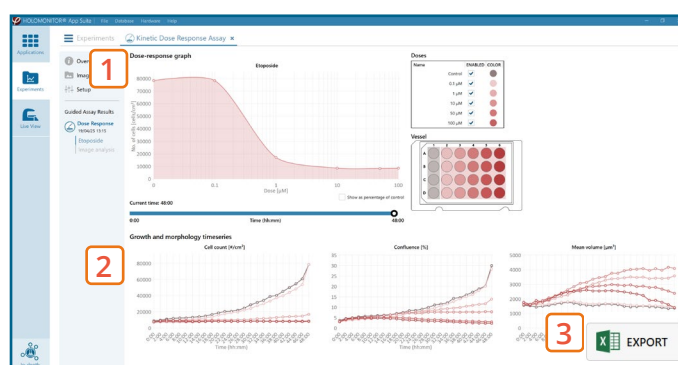 HOLOMONITOR® App Suite File Database Hardware Help
Applications
Experiments
Live View
Experiments Kinetic Dose Response Assay ×
Setup
Guided Assay Results
Dose Response
Etoposide
Image analysis
1
Dose-response graph
Etoposide
No. of cells [cells/cm²]
80000
70000
60000
50000
40000
30000
20000
10000
0
0 0.1 1 10 100
Dose [µM]
Show as percentage of control
Current time: 48:00
0:00 Time (hh:mm) 48:00
Doses
Name ENABLED COLOR
Control
0.5 µM
1 µM
10 µM
50 µM
100 µM
Vessel
1 2 3 4 5 6
A
B
C
D
2
Growth and morphology timeseries
Cell count [#/cm²]
80000
60000
40000
20000
0
Time (hh:mm)
Confluence [%]
35
30
25
20
15
10
5
0
Time (hh:mm)
Mean volume [µm³]
5000
4000
3000
2000
1000
0
3
EXPORT